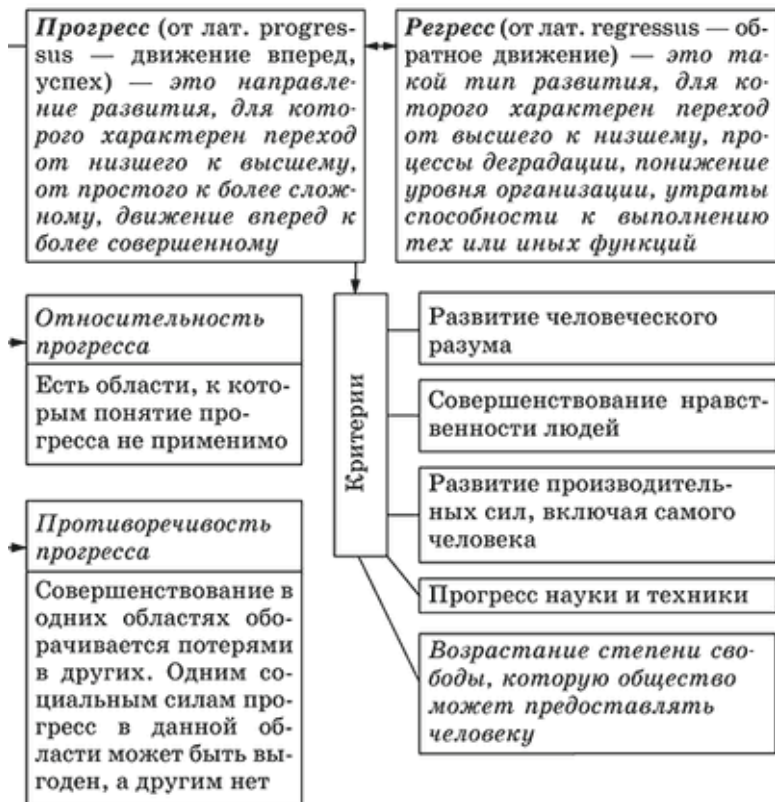 Прогресс (от лат. progres-
sus — движение вперед,
успех) — это направле-
ние развития, для кото-
рого характерен переход
от низшего к высшему,
от простого к более слож-
ному, движение вперед к
более совершенному
Регресс (от лат. regressus — об-
ратное движение) — это та-
кой тип развития, для ко-
торого характерен переход
от высшего к низшему, про-
цессы деградации, понижение
уровня организации, утраты
способности к выполнению
тех или иных функций
Относительность
прогресса
Есть области, к кото-
рым понятие про-
гресса не применимо
Противоречивость
прогресса
Совершенствование в
одних областях обо-
рачивается потерями
в других. Одним со-
циальным силам про-
гресс в данной об-
ласти может быть вы-
годен, а другим нет
Критерии
Развитие человеческого
разума
Совершенствование нравст-
венности людей
Развитие производитель-
ных сил, включая самого
человека
Прогресс науки и техники
Возрастание степени сво-
боды, которую общество
может предоставлять
человеку